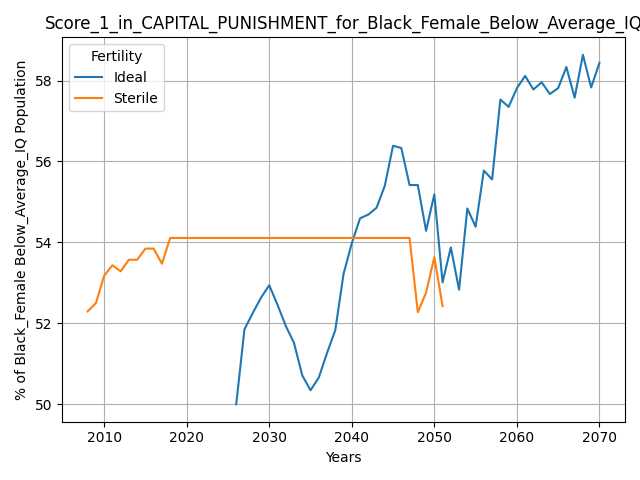 Score_1_in_CAPITAL_PUNISHMENT_for_Black_Female_Below_Average_IQ
Fertility
Ideal
Sterile
% of Black_Female Below_Average_IQ Population
58
56
54
52
50
2010 2020 2030 2040 2050 2060 2070
Years